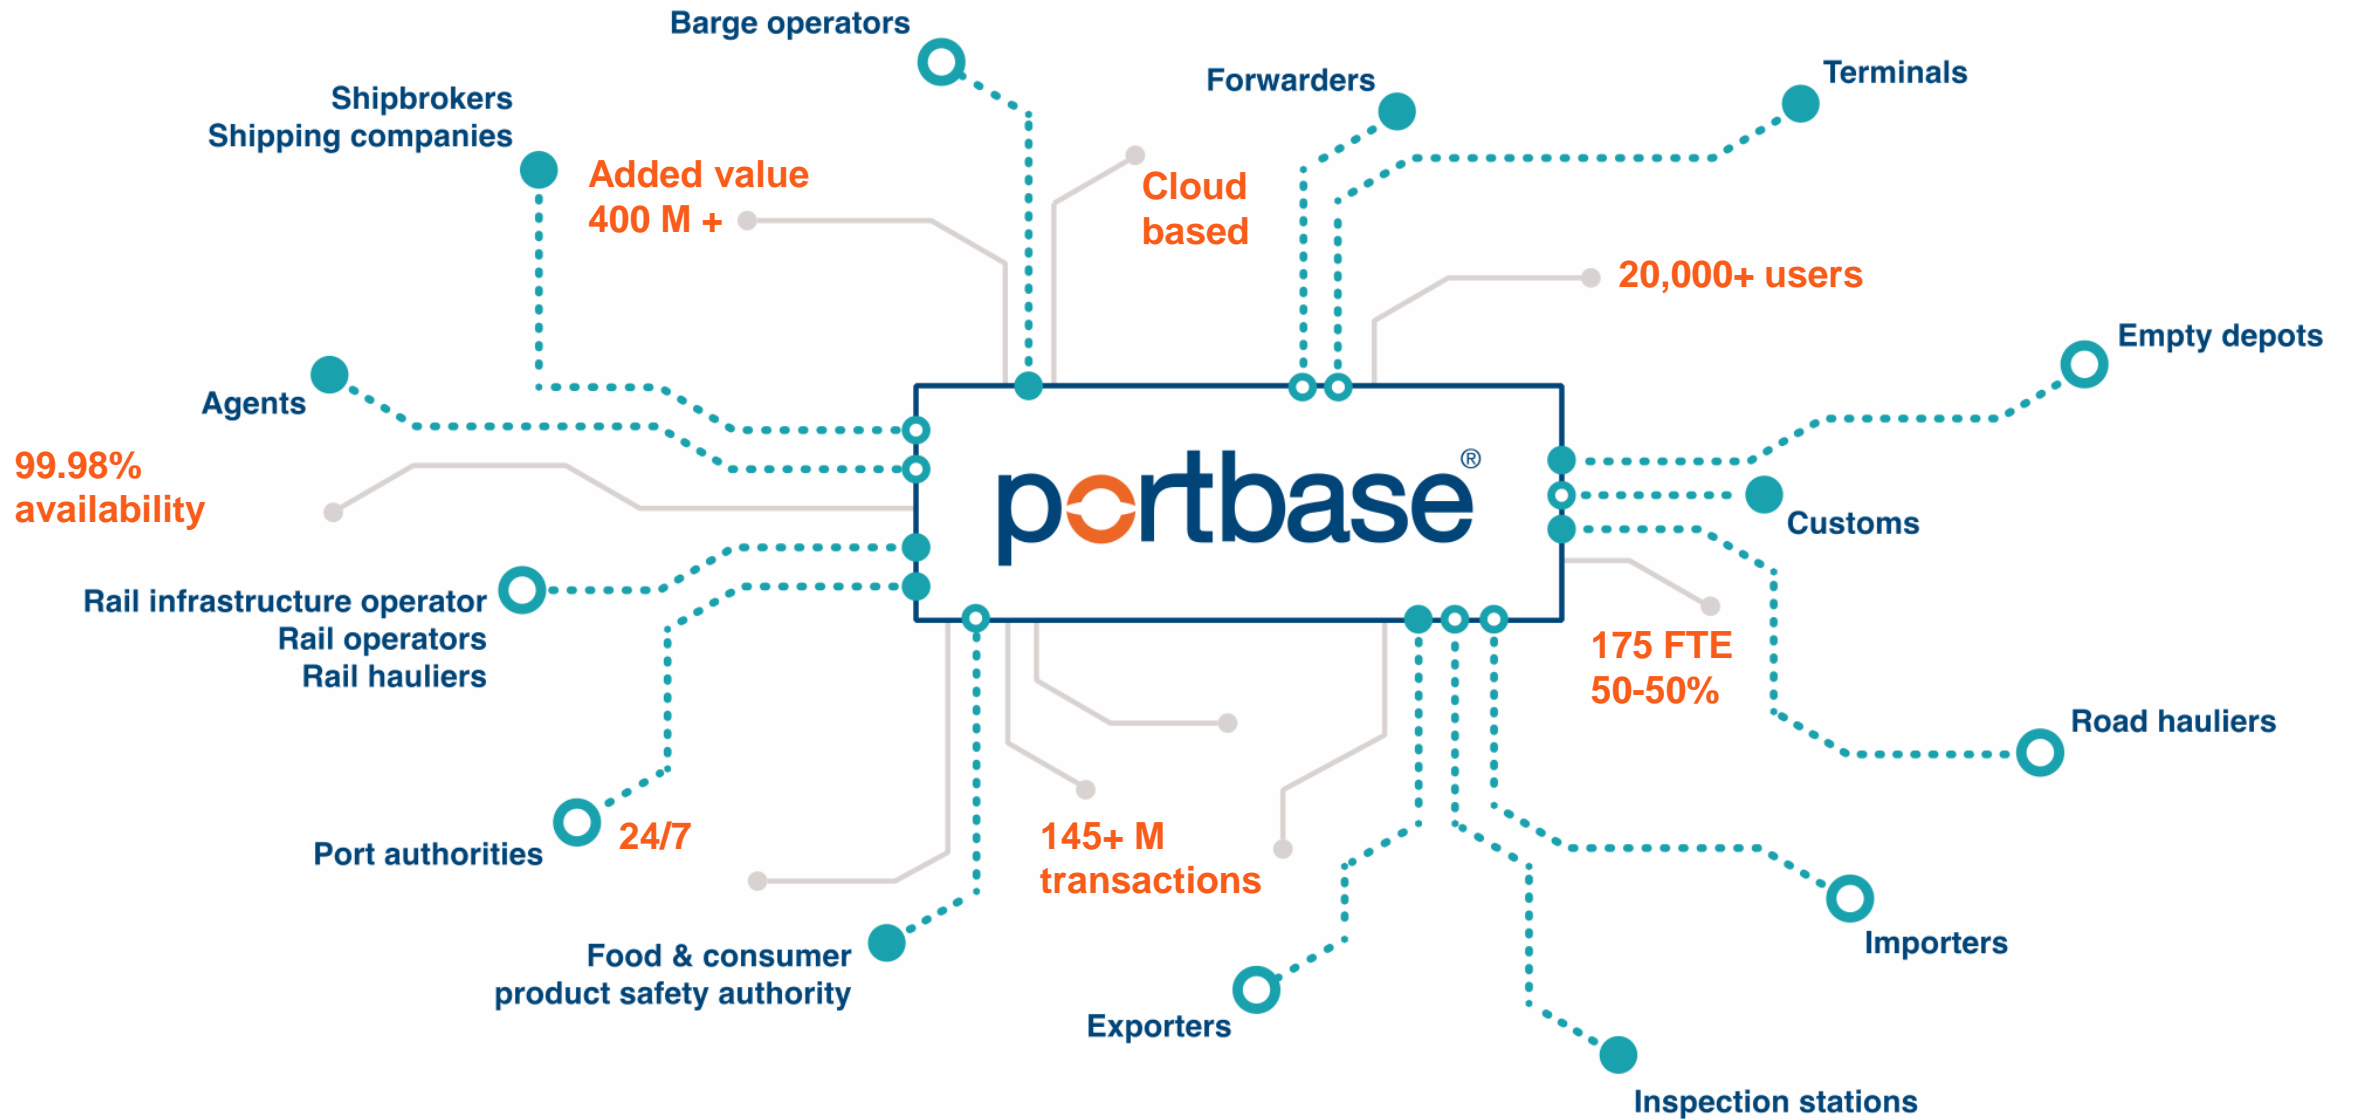 Barge operators
Forwarders
Terminals
Shipbrokers
Shipping companies
Added value
400 M +
Cloud
based
20,000+ users
Empty depots
Agents
99.98%
availability
portbase®
Customs
Rail infrastructure operator
Rail operators
Rail hauliers
175 FTE
50-50%
Road hauliers
Port authorities
24/7
145+ M
transactions
Food & consumer
product safety authority
Importers
Exporters
Inspection stations